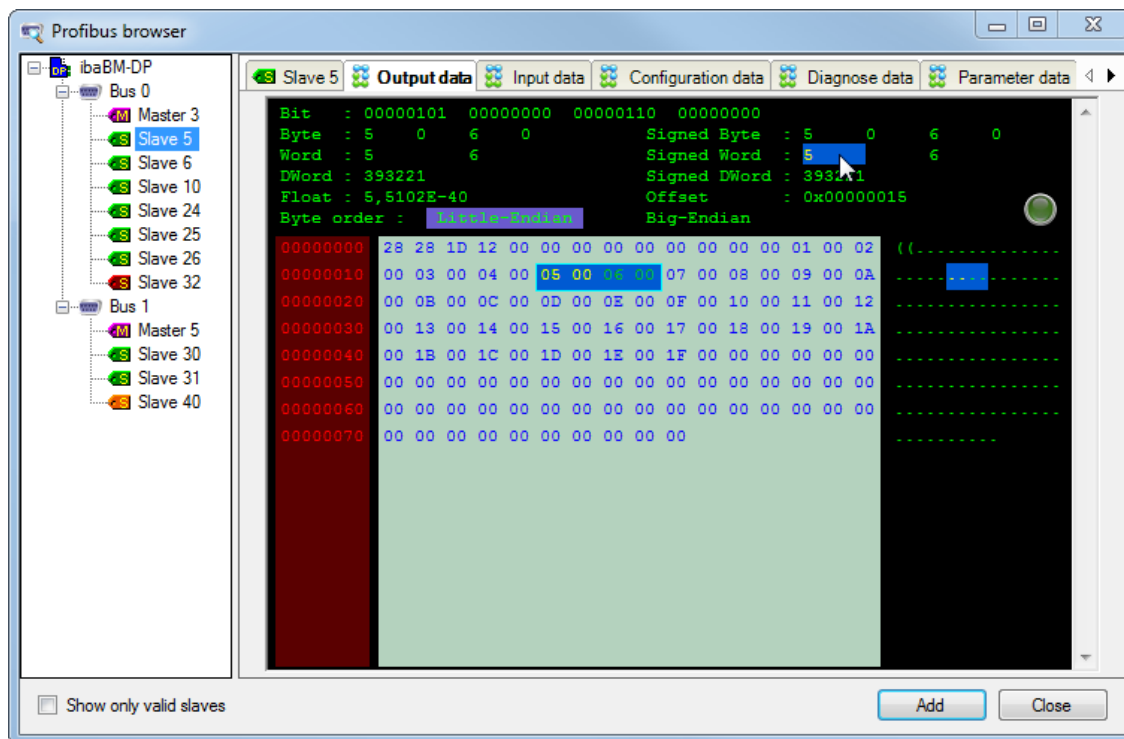 Profibus browser
ibaBM-DP
Bus 0
Master 3
Slave 5
Slave 6
Slave 10
Slave 24
Slave 25
Slave 26
Slave 32
Bus 1
Master 5
Slave 30
Slave 31
Slave 40
Slave 5 Output data Input data Configuration data Diagnose data Parameter data
Bit : 00000101 00000000 00000110 00000000
Byte : 5 0 6 0 Signed Byte : 5 0 6 0
Word : 5 6 Signed Word : 5 6
DWord : 393221 Signed DWord : 393221
Float : 5,5102E-40 Offset : 0x00000015
Byte order : Little-Endian Big-Endian
00000000 28 28 1D 12 00 00 00 00 00 00 00 00 00 01 00 02 ((..............
00000010 00 03 00 04 00 05 00 06 00 07 00 08 00 09 00 0A ................
00000020 00 0B 00 0C 00 0D 00 0E 00 0F 00 10 00 11 00 12 ................
00000030 00 13 00 14 00 15 00 16 00 17 00 18 00 19 00 1A ................
00000040 00 1B 00 1C 00 1D 00 1E 00 1F 00 00 00 00 00 00 ................
00000050 00 00 00 00 00 00 00 00 00 00 00 00 00 00 00 00 ................
00000060 00 00 00 00 00 00 00 00 00 00 00 00 00 00 00 00 ................
00000070 00 00 00 00 00 00 00 00 00 00 ..........
Show only valid slaves
Add Close